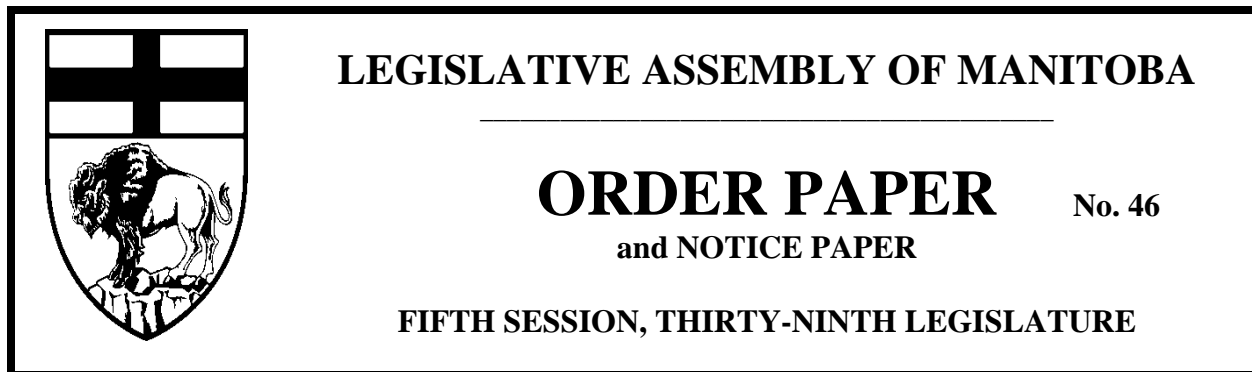 LEGISLATIVE ASSEMBLY OF MANITOBA
ORDER PAPER No. 46
and NOTICE PAPER
FIFTH SESSION, THIRTY-NINTH LEGISLATURE